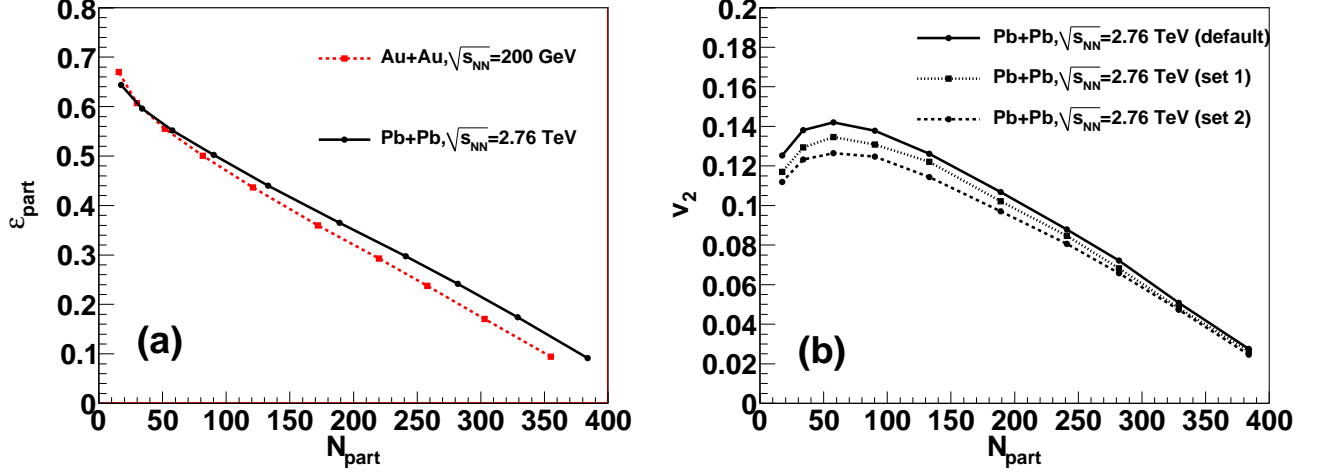 0.8
0.7
0.6
0.5
0.4
0.3
0.2
0.1
0
ε_part
Au+Au,√s_NN=200 GeV
Pb+Pb,√s_NN=2.76 TeV
(a)
0 50 100 150 200 250 300 350 400
N_part
0.2
0.18
0.16
0.14
0.12
0.1
0.08
0.06
0.04
0.02
0
v_2
Pb+Pb,√s_NN=2.76 TeV (default)
Pb+Pb,√s_NN=2.76 TeV (set 1)
Pb+Pb,√s_NN=2.76 TeV (set 2)
(b)
0 50 100 150 200 250 300 350 400
N_part